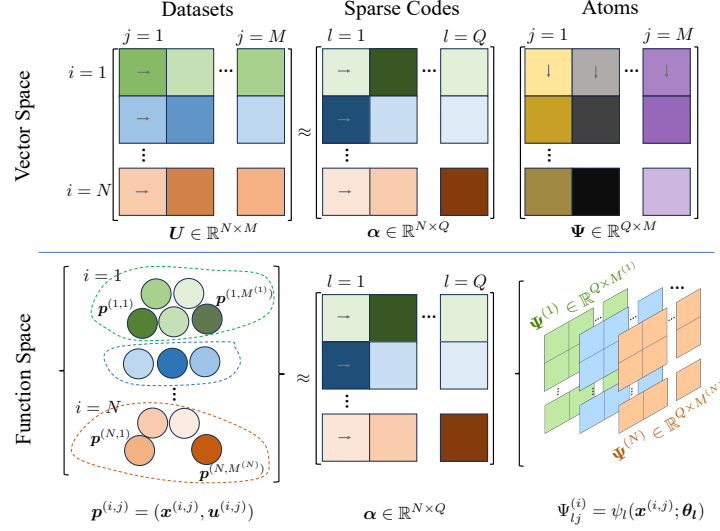 Datasets Sparse Codes Atoms
j = 1 j = M l = 1 l = Q j = 1 j = M
Vector Space
i = 1 ··· ··· ···
≈
⋮ ⋮ ⋮
i = N
U ∈ ℝ^{N×M} α ∈ ℝ^{N×Q} Ψ ∈ ℝ^{Q×M}
Function Space
i = 1 l = 1 l = Q
p^{(1,1)} p^{(1,M^{(1)})} ··· Ψ^{(1)} ∈ ℝ^{Q×M^{(1)}} ···
≈
⋮ ⋮
i = N
p^{(N,1)} p^{(N,M^{(N)})} Ψ^{(N)} ∈ ℝ^{Q×M^{(N)}}
p^{(i,j)} = (x^{(i,j)}, u^{(i,j)}) α ∈ ℝ^{N×Q} Ψ_{lj}^{(i)} = ψ_l(x^{(i,j)}; θ_l)